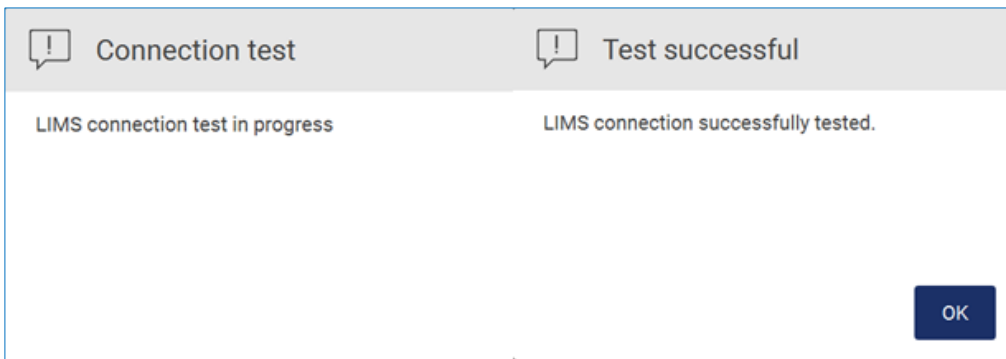 Connection test
LIMS connection test in progress
Test successful
LIMS connection successfully tested.
OK